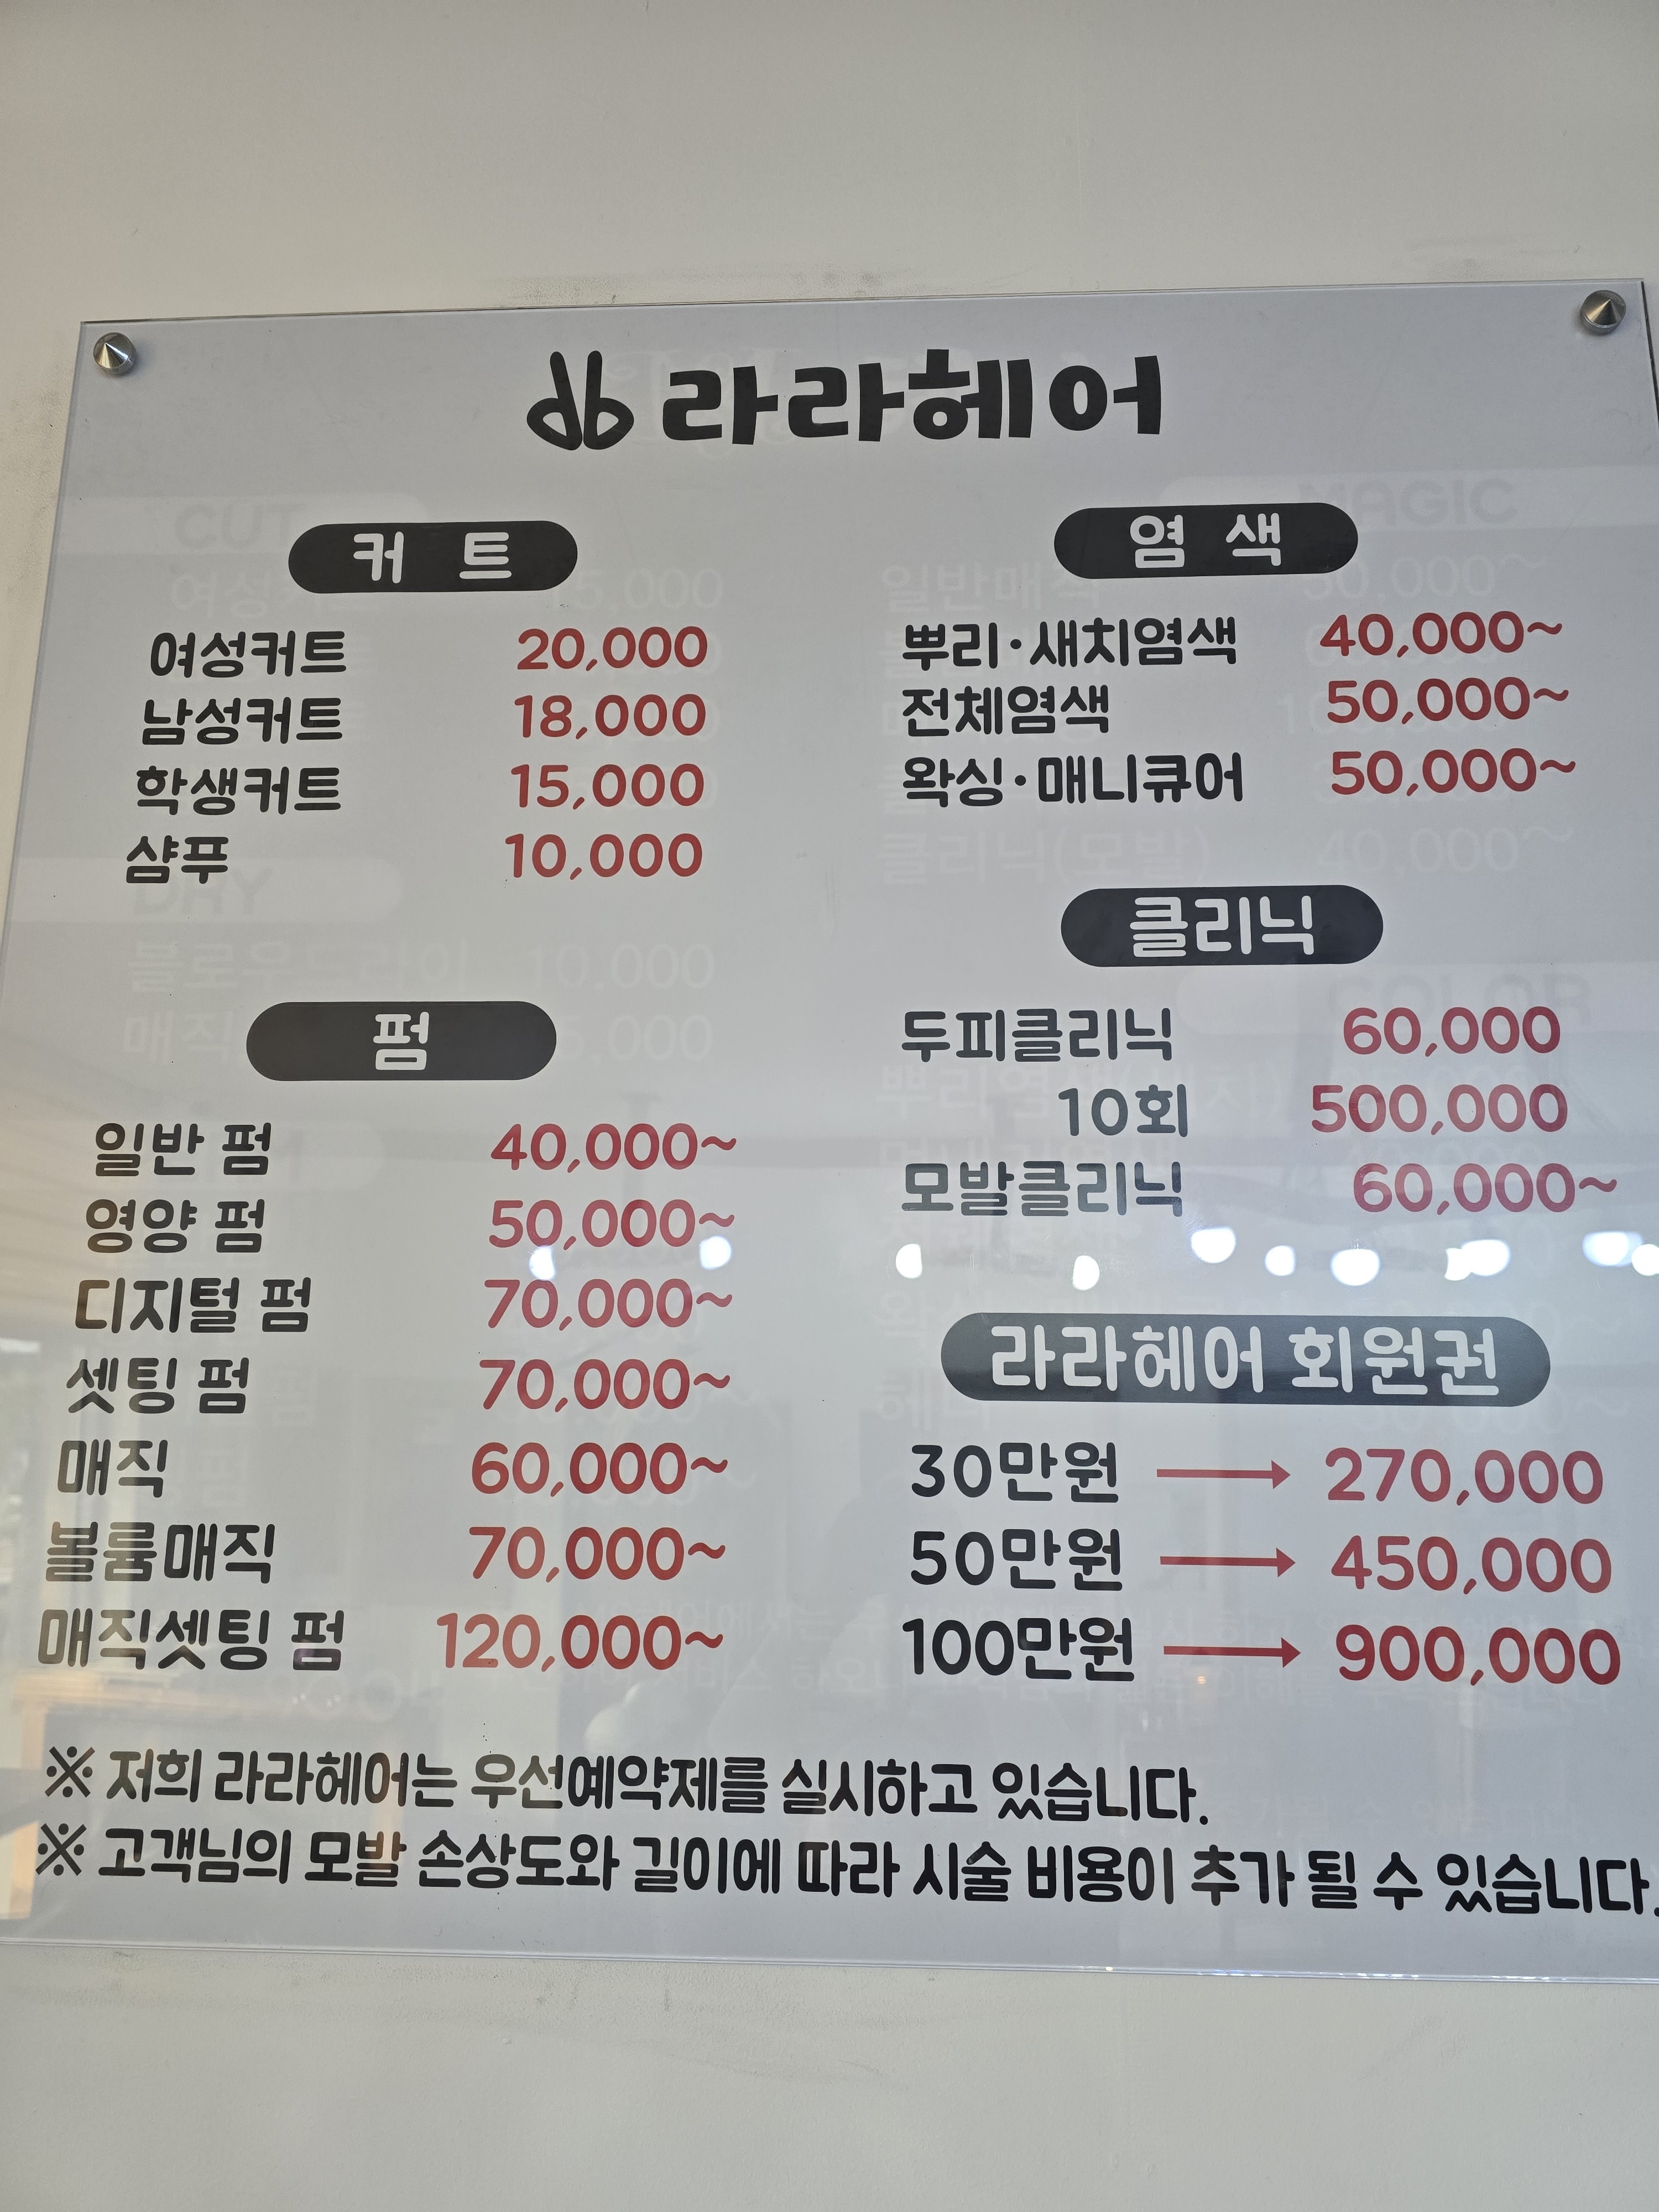 라라헤어
커 트
여성커트 20,000
남성커트 18,000
학생커트 15,000
샴푸 10,000
펌
일반 펌 40,000~
영양 펌 50,000~
디지털 펌 70,000~
셋팅 펌 70,000~
매직 60,000~
볼륨매직 70,000~
매직셋팅 펌 120,000~
염 색
뿌리·새치염색 40,000~
전체염색 50,000~
왁싱·매니큐어 50,000~
클리닉
두피클리닉 60,000
10회 500,000
모발클리닉 60,000~
라라헤어 회원권
30만원 → 270,000
50만원 → 450,000
100만원 → 900,000
※ 저희 라라헤어는 우선예약제를 실시하고 있습니다.
※ 고객님의 모발 손상도와 길이에 따라 시술 비용이 추가 될 수 있습니다.